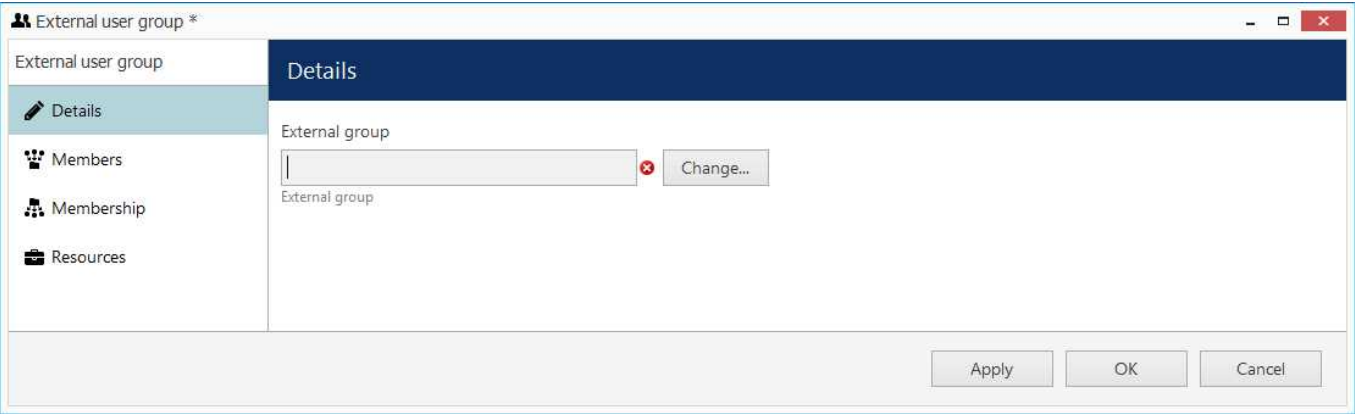 External user group *
External user group
Details
Members
Membership
Resources
Details
External group
Change...
External group
Apply
OK
Cancel